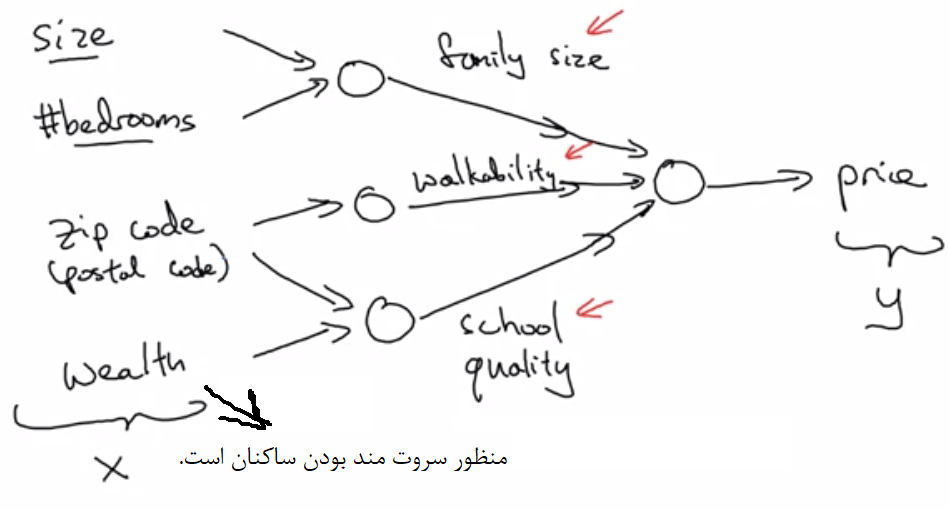 size
family size
#bedrooms
walkability
price
zip code
(postal code)
y
school
quality
wealth
x
منظور سروت مند بودن ساکنان است.